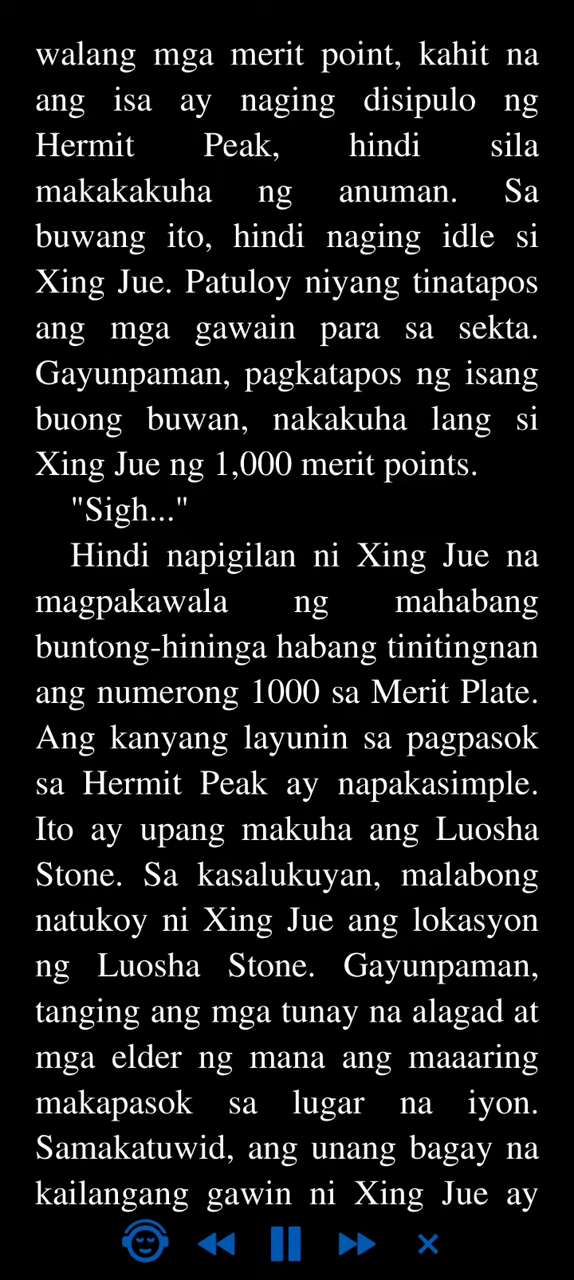 walang mga merit point, kahit na
ang isa ay naging disipulo ng
Hermit Peak, hindi sila
makakakuha ng anuman. Sa
buwang ito, hindi naging idle si
Xing Jue. Patuloy niyang tinatapos
ang mga gawain para sa sekta.
Gayunpaman, pagkatapos ng isang
buong buwan, nakakuha lang si
Xing Jue ng 1,000 merit points.
"Sigh..."
Hindi napigilan ni Xing Jue na
magpakawala ng mahabang
buntong-hininga habang tinitingnan
ang numerong 1000 sa Merit Plate.
Ang kanyang layunin sa pagpasok
sa Hermit Peak ay napakasimple.
Ito ay upang makuha ang Luosha
Stone. Sa kasalukuyan, malabong
natukoy ni Xing Jue ang lokasyon
ng Luosha Stone. Gayunpaman,
tanging ang mga tunay na alagad at
mga elder ng mana ang maaaring
makapasok sa lugar na iyon.
Samakatuwid, ang unang bagay na
kailangang gawin ni Xing Jue ay